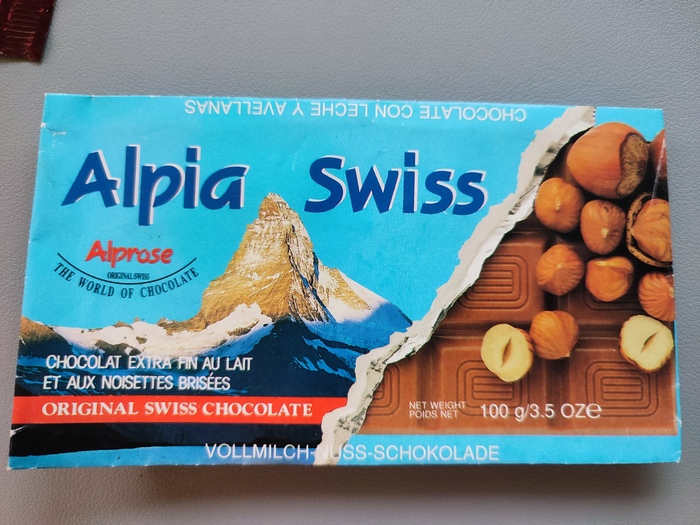 CHOCOLATE CON LECHE Y AVELLANAS
Alpia Swiss
Alprose
ORIGINAL SWISS
THE WORLD OF CHOCOLATE
CHOCOLAT EXTRA FIN AU LAIT
ET AUX NOISETTES BRISÉES
ORIGINAL SWISS CHOCOLATE
NET WEIGHT
POIDS NET
100 g/3.5 OZ℮
VOLLMILCH-NUSS-SCHOKOLADE